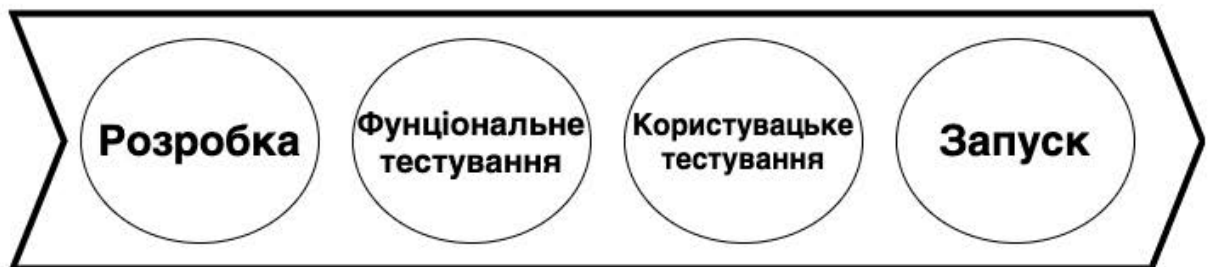 Розробка
Фунціональне
тестування
Користувацьке
тестування
Запуск